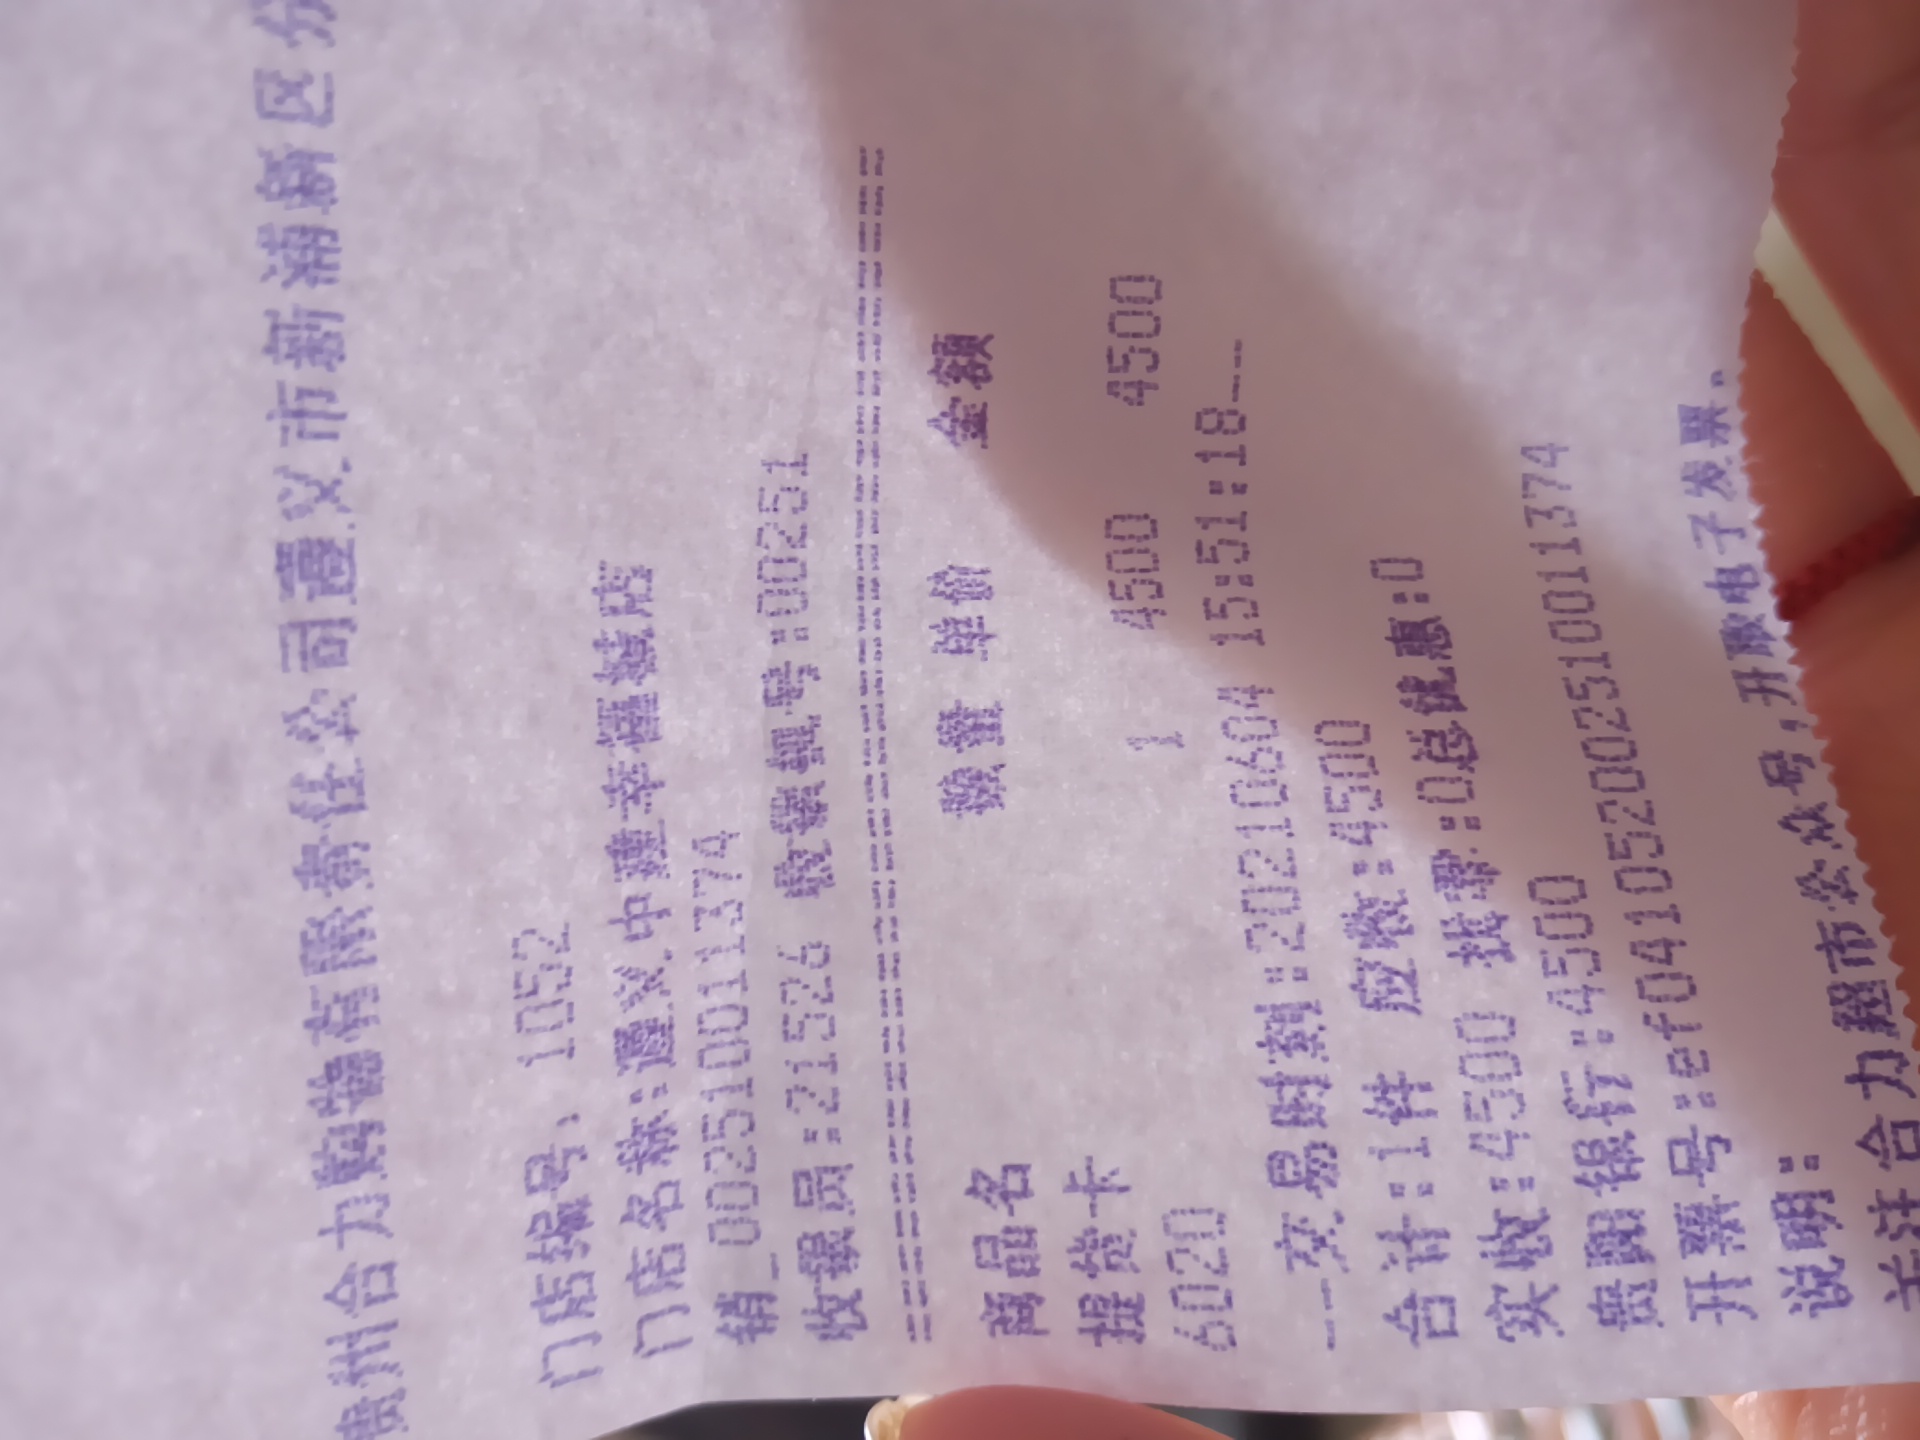 贵州合力购物有限责任公司遵义市新蒲新区分
门店编号: 1052
门店名称:遵义中建幸福城店
销_002510011374
收银员:21526 收银机号:00251
================================
商品名 数量 单价 金额
提货卡
6020 1 4500 4500
--交易时刻:20210604 15:51:18--
合计:1件 应收:4500
实收:4500 找零:0总优惠:0
贵阳银行:4500
开票号:ef04105200251001​1374
说明:
关注合力超市公众号,开取电子发票。